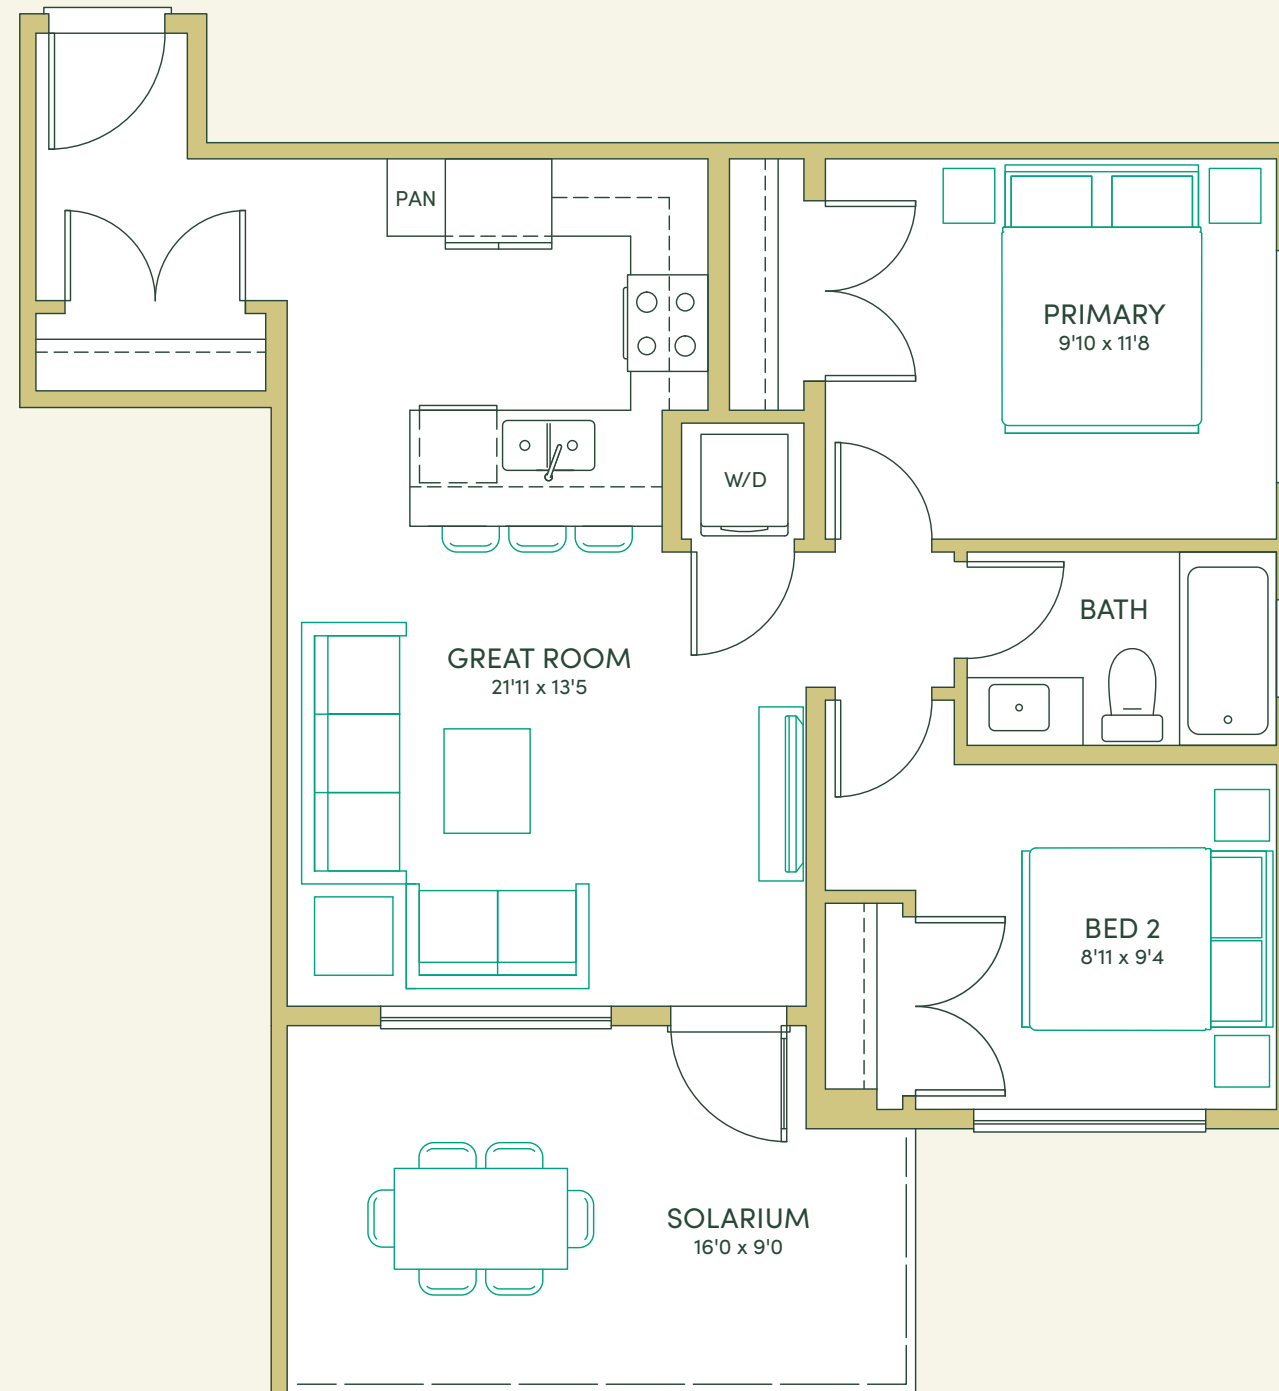 PAN
PRIMARY
9'10 x 11'8
W/D
BATH
GREAT ROOM
21'11 x 13'5
BED 2
8'11 x 9'4
SOLARIUM
16'0 x 9'0